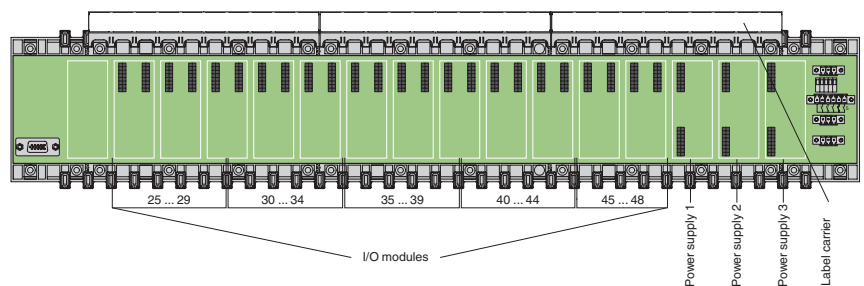 25 ... 29
30 ... 34
35 ... 39
40 ... 44
45 ... 48
I/O modules
Power supply 1
Power supply 2
Power supply 3
Label carrier